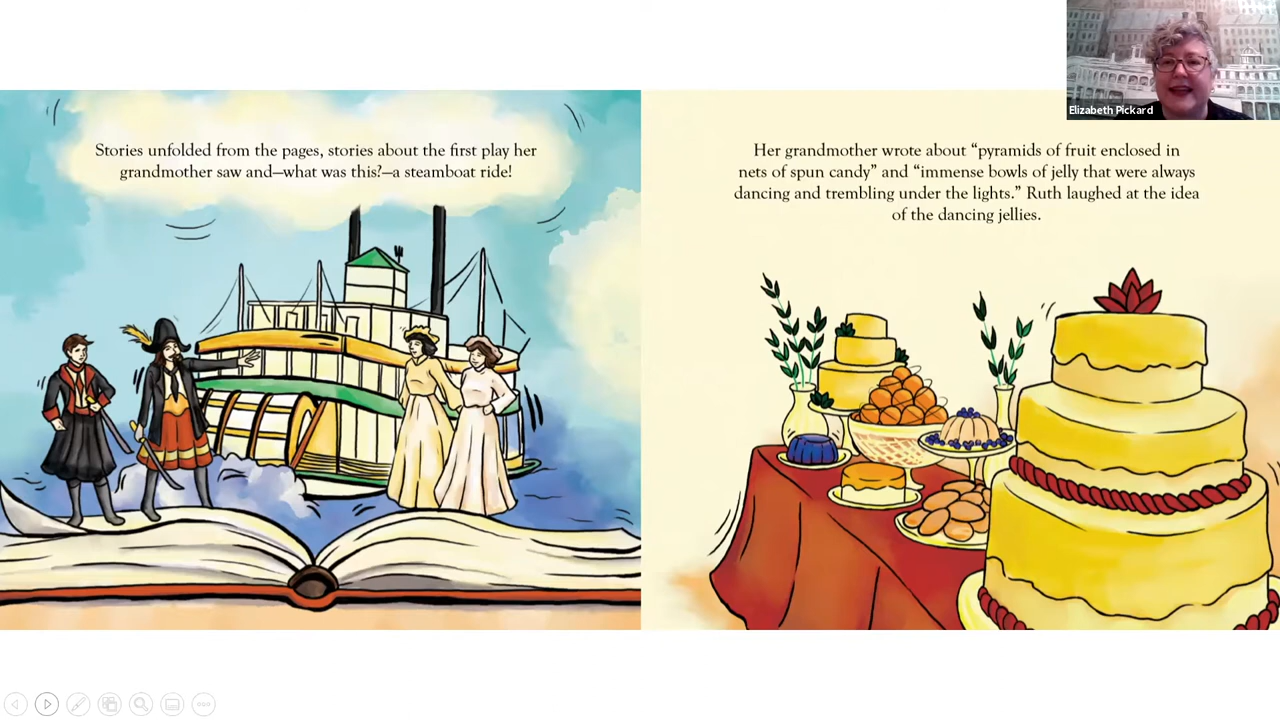 Elizabeth Pickard
Stories unfolded from the pages, stories about the first play her
grandmother saw and—what was this?—a steamboat ride!
Her grandmother wrote about “pyramids of fruit enclosed in
nets of spun candy” and “immense bowls of jelly that were always
dancing and trembling under the lights.” Ruth laughed at the idea
of the dancing jellies.